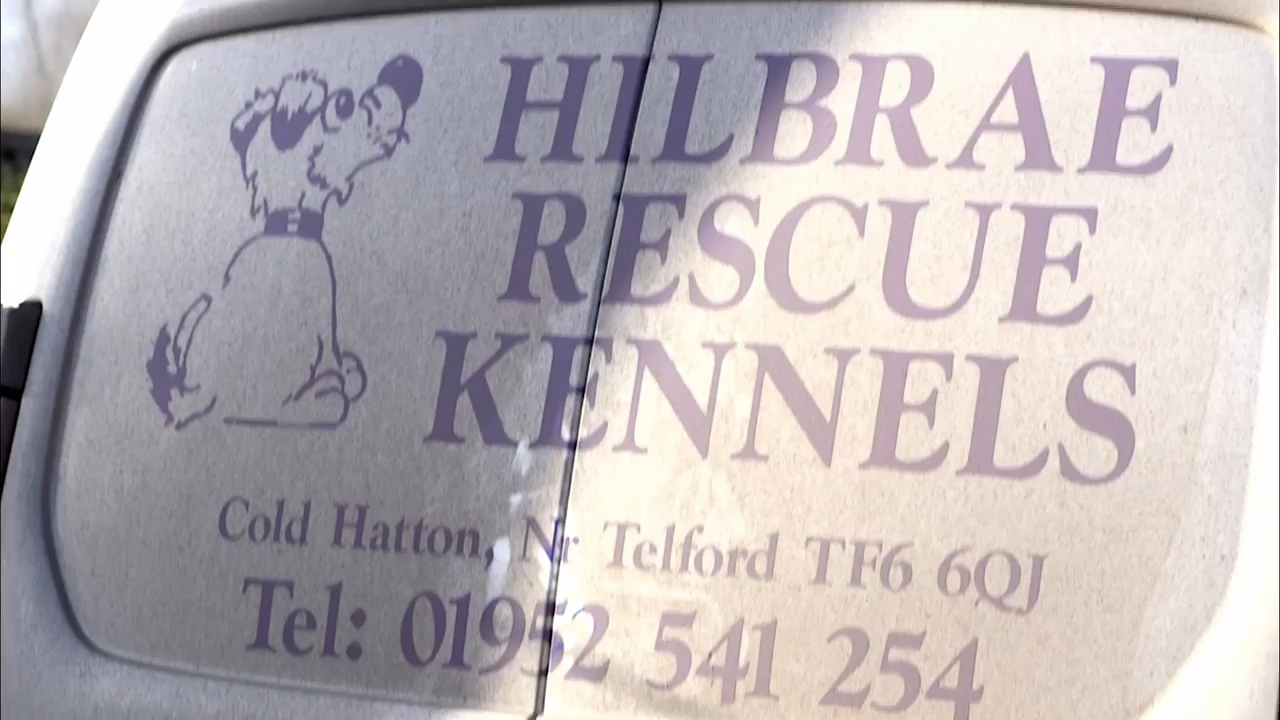 HILBRAE
RESCUE
KENNELS
Cold Hatton, Nr Telford TF6 6QJ
Tel: 01952 541 254